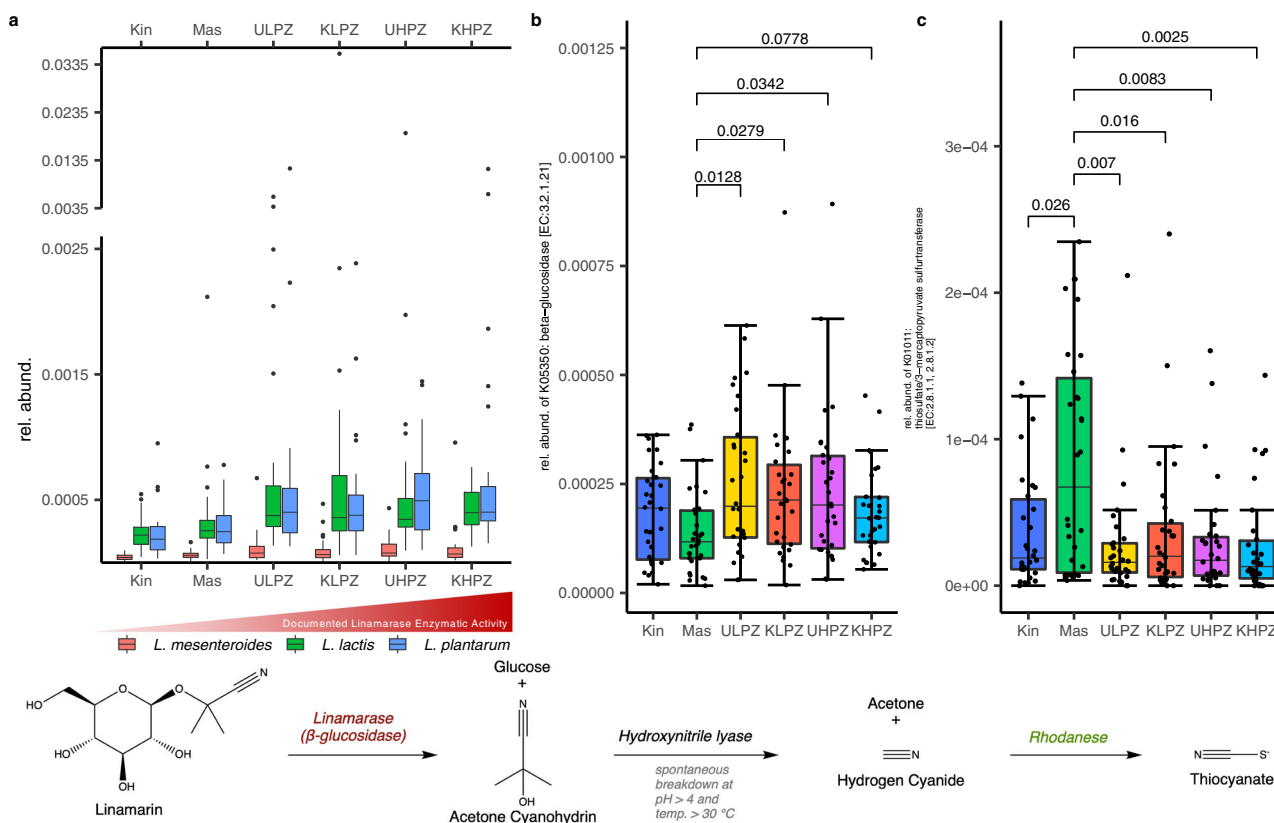 a
Kin Mas ULPZ KLPZ UHPZ KHPZ
0.0335
0.0235
0.0135
0.0035
0.0025
0.0015
0.0005
rel. abund.
Kin Mas ULPZ KLPZ UHPZ KHPZ
Documented Linamarase Enzymatic Activity
L. mesenteroides L. lactis L. plantarum
b
0.00125
0.00100
0.00075
0.00050
0.00025
0.00000
rel. abund. of K05350: beta−glucosidase [EC:3.2.1.21]
0.0778
0.0342
0.0279
0.0128
Kin Mas ULPZ KLPZ UHPZ KHPZ
c
3e−04
2e−04
1e−04
0e+00
rel. abund. of K01011:
thiosulfate/3−mercaptopyruvate sulfurtransferase
[EC:2.8.1.1, 2.8.1.2]
0.0025
0.0083
0.016
0.007
0.026
Kin Mas ULPZ KLPZ UHPZ KHPZ
HO
O
O
N
HO
OH
OH
Linamarin
Linamarase
(β-glucosidase)
Glucose
+
N
OH
Acetone Cyanohydrin
Hydroxynitrile lyase
spontaneous
breakdown at
pH > 4 and
temp. > 30 °C
Acetone
+
N
Hydrogen Cyanide
Rhodanese
N S-
Thiocyanate